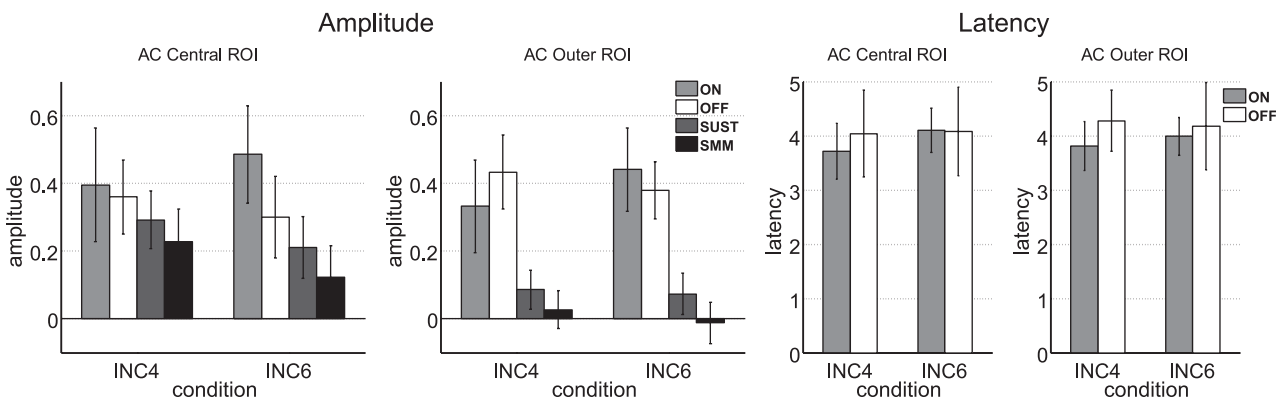 Amplitude
Latency
AC Central ROI
AC Outer ROI
AC Central ROI
AC Outer ROI
amplitude
0.6
0.4
0.2
0
INC4
INC6
condition
amplitude
0.6
0.4
0.2
0
ON
OFF
SUST
SMM
INC4
INC6
condition
latency
5
4
3
2
1
0
INC4
INC6
condition
latency
5
4
3
2
1
0
ON
OFF
INC4
INC6
condition